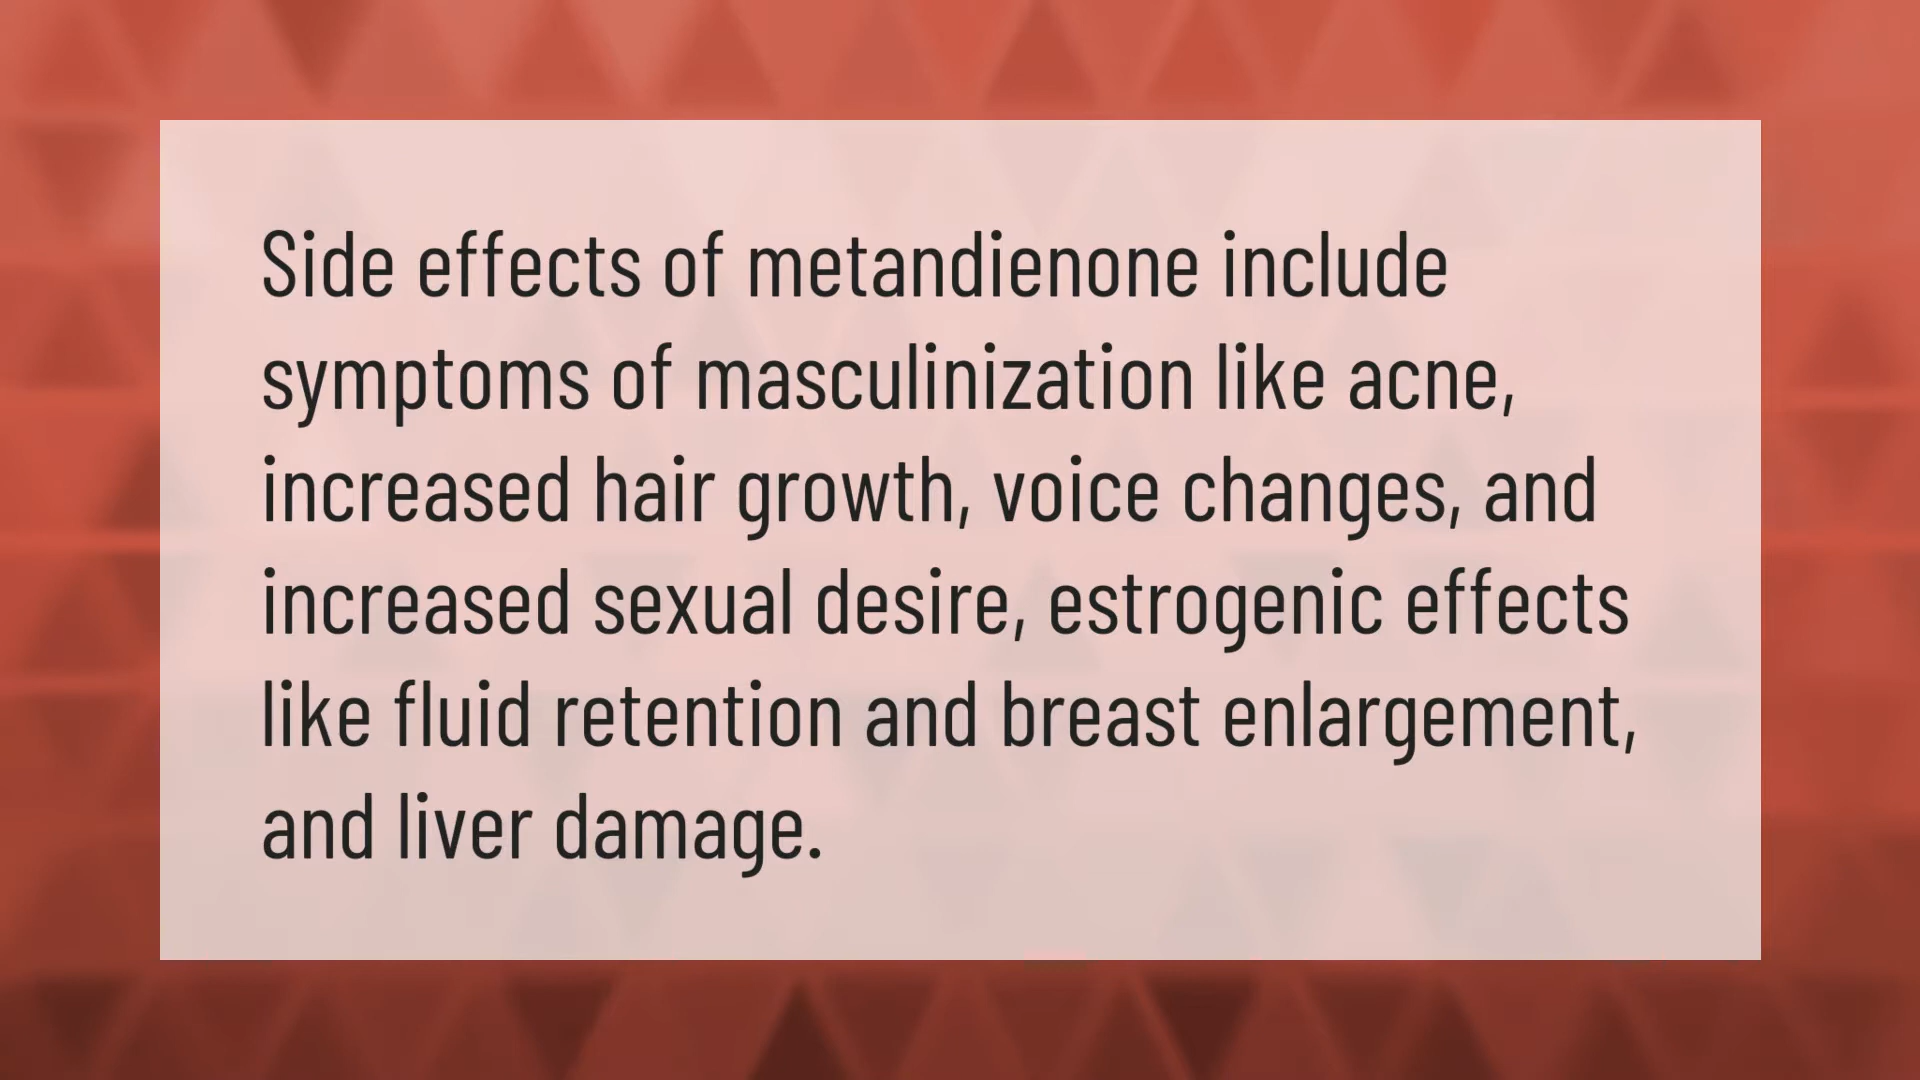 Side effects of metandienone include
symptoms of masculinization like acne,
increased hair growth, voice changes, and
increased sexual desire, estrogenic effects
like fluid retention and breast enlargement,
and liver damage.